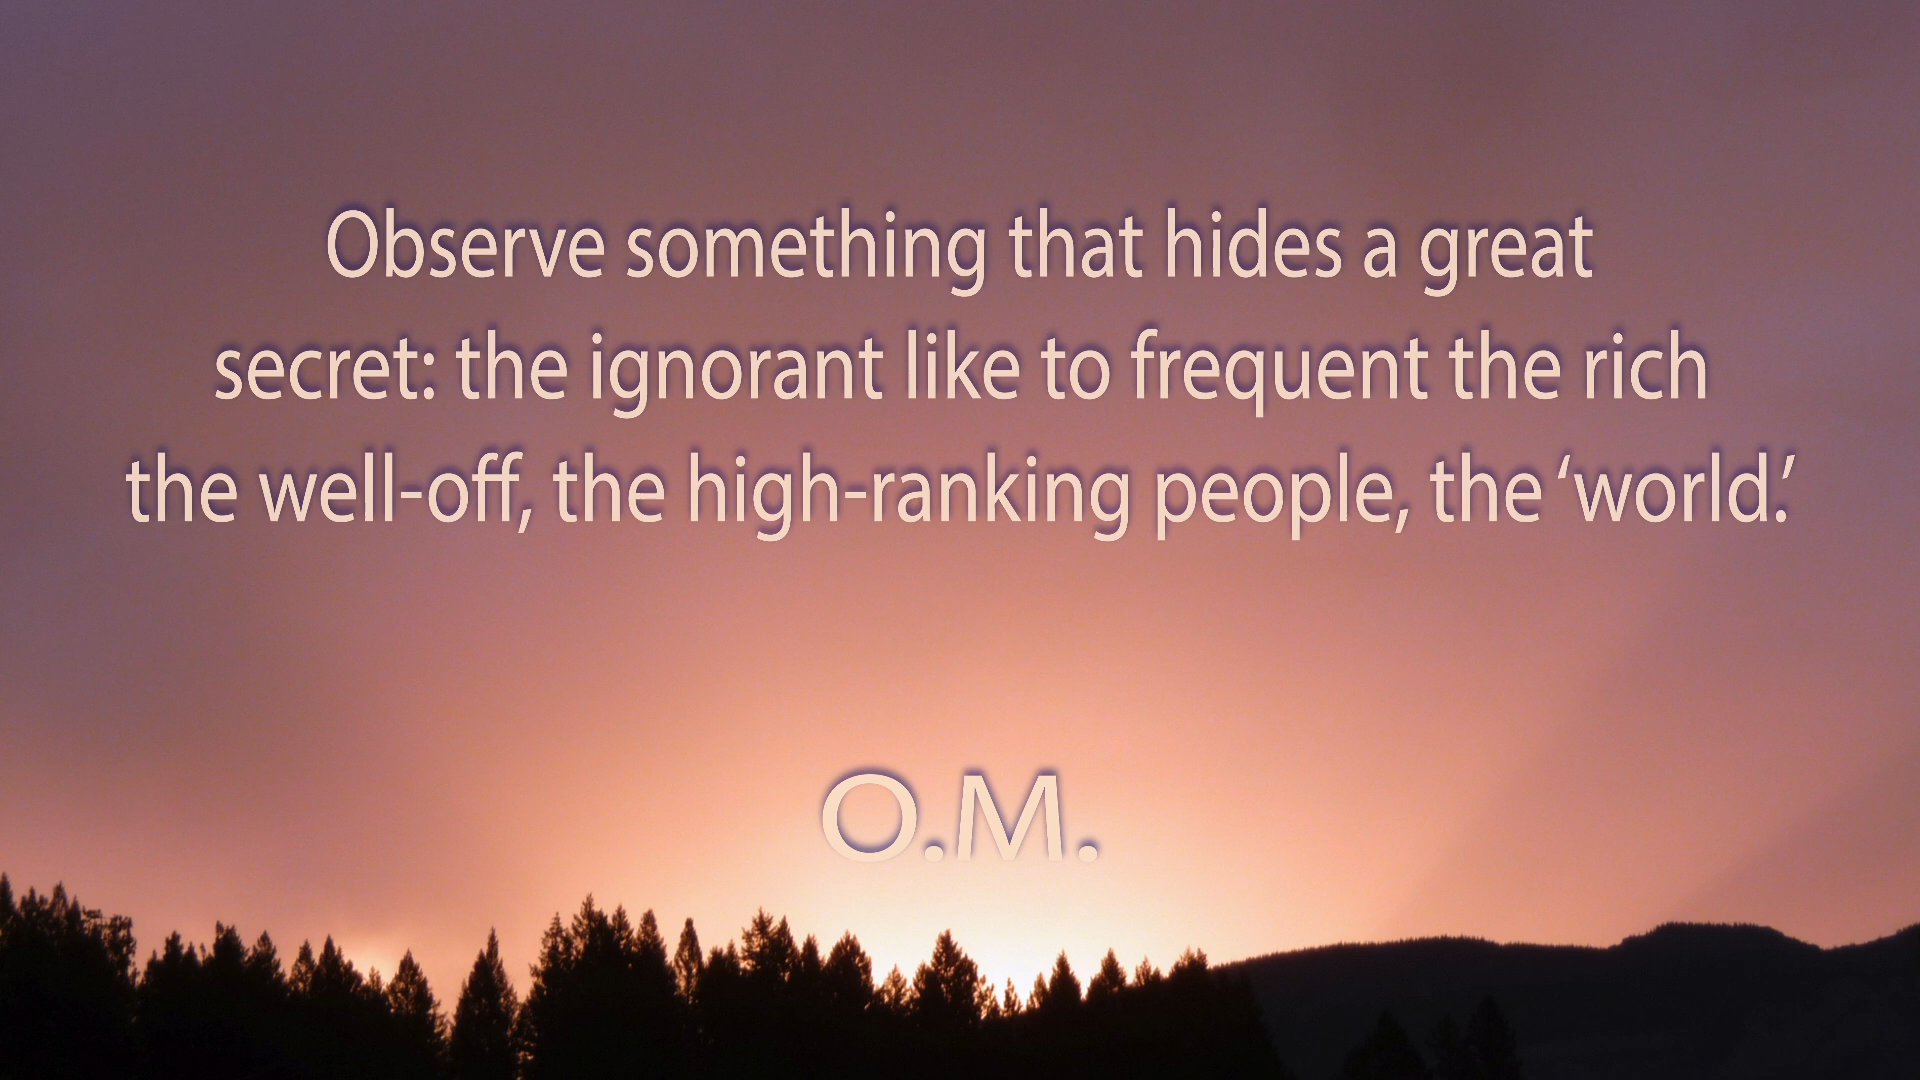 Observe something that hides a great
secret: the ignorant like to frequent the rich
the well-off, the high-ranking people, the ‘world.’
O.M.